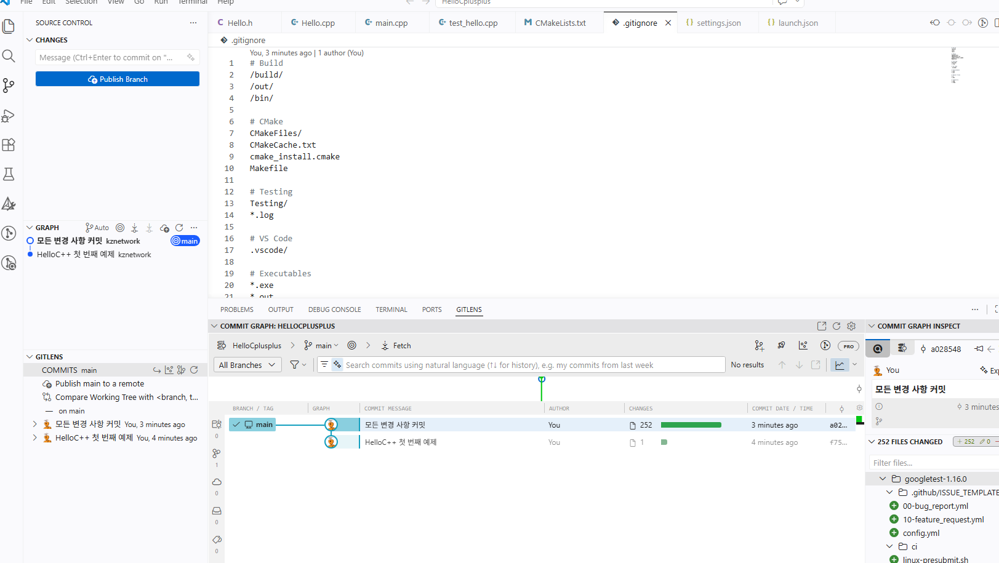 File Edit Selection View Go Run Terminal Help
HelloCplusplus
SOURCE CONTROL
Hello.h
Hello.cpp
main.cpp
test_hello.cpp
CMakeLists.txt
.gitignore
settings.json
launch.json
CHANGES
Message (Ctrl+Enter to commit on "...
Publish Branch
.gitignore
You, 3 minutes ago | 1 author (You)
1 # Build
2 /build/
3 /out/
4 /bin/
5
6 # CMake
7 CMakeFiles/
8 CMakeCache.txt
9 cmake_install.cmake
10 Makefile
11
12 # Testing
13 Testing/
14 *.log
15
16 # VS Code
17 .vscode/
18
19 # Executables
20 *.exe
21 *.out
GRAPH Auto
모든 변경 사항 커밋 kznetwork main
HelloC++ 첫 번째 예제 kznetwork
GITLENS
COMMITS main
Publish main to a remote
Compare Working Tree with <branch, t...
on main
모든 변경 사항 커밋 You, 3 minutes ago
HelloC++ 첫 번째 예제 You, 4 minutes ago
PROBLEMS OUTPUT DEBUG CONSOLE TERMINAL PORTS GITLENS
COMMIT GRAPH: HELLOCPLUSPLUS
HelloCplusplus main Fetch PRO
All Branches Search commits using natural language (↑↓ for history), e.g. my commits from last week No results
BRANCH / TAG GRAPH COMMIT MESSAGE AUTHOR CHANGES COMMIT DATE / TIME
main 모든 변경 사항 커밋 You 252 3 minutes ago a02...
HelloC++ 첫 번째 예제 You 1 4 minutes ago f75...
0
1
0
0
0
COMMIT GRAPH INSPECT
a028548
You Exp
모든 변경 사항 커밋
3 minutes
252 FILES CHANGED + 252 0
Filter files...
googletest-1.16.0
.github/ISSUE_TEMPLATE
00-bug_report.yml
10-feature_request.yml
config.yml
ci
linux-presubmit.sh